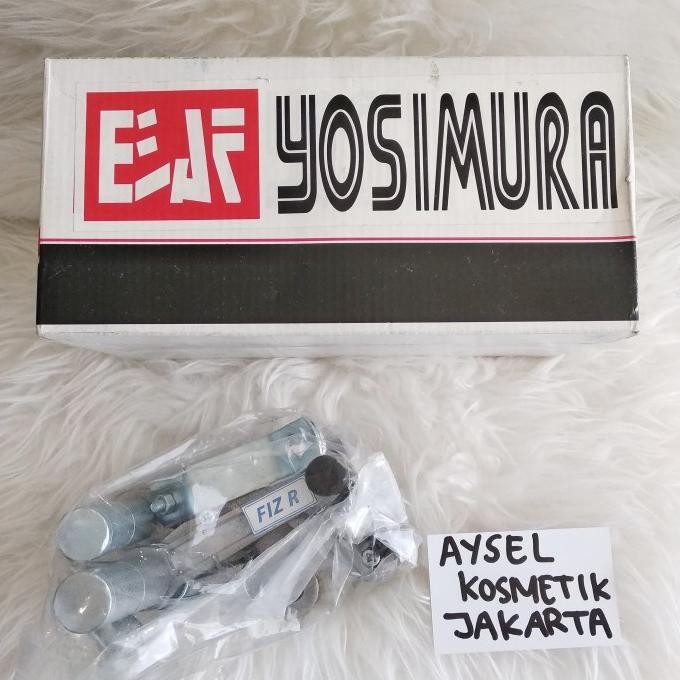 YOSIMURA
FIZ R
AYSEL
KOSMETIK
JAKARTA